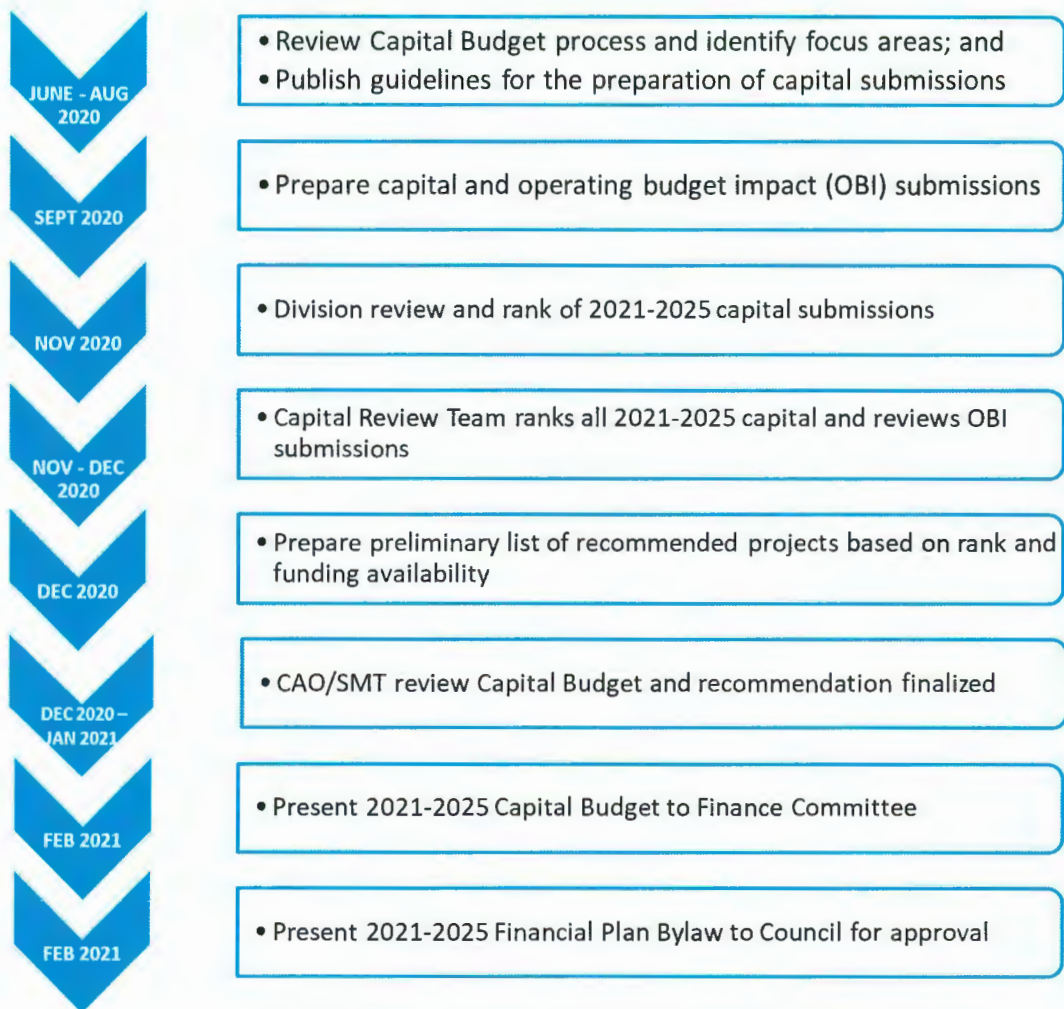 JUNE - AUG
2020
• Review Capital Budget process and identify focus areas; and
• Publish guidelines for the preparation of capital submissions
SEPT 2020
• Prepare capital and operating budget impact (OBI) submissions
NOV 2020
• Division review and rank of 2021-2025 capital submissions
NOV - DEC
2020
• Capital Review Team ranks all 2021-2025 capital and reviews OBI
submissions
DEC 2020
• Prepare preliminary list of recommended projects based on rank and
funding availability
DEC 2020 –
JAN 2021
• CAO/SMT review Capital Budget and recommendation finalized
FEB 2021
• Present 2021-2025 Capital Budget to Finance Committee
FEB 2021
• Present 2021-2025 Financial Plan Bylaw to Council for approval